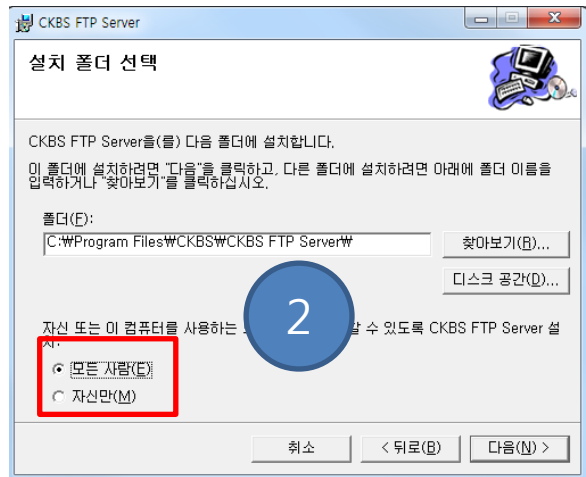 CKBS FTP Server
설치 폴더 선택
CKBS FTP Server을(를) 다음 폴더에 설치합니다.
이 폴더에 설치하려면 "다음"을 클릭하고, 다른 폴더에 설치하려면 아래에 폴더 이름을
입력하거나 "찾아보기"를 클릭하십시오.
폴더(F):
C:₩Program Files₩CKBS₩CKBS FTP Server₩
찾아보기(R)...
디스크 공간(D)...
2
자신 또는 이 컴퓨터를 사용하는 수 있도록 CKBS FTP Server 설
치:
모든 사람(E)
자신만(M)
취소
< 뒤로(B)
다음(N) >